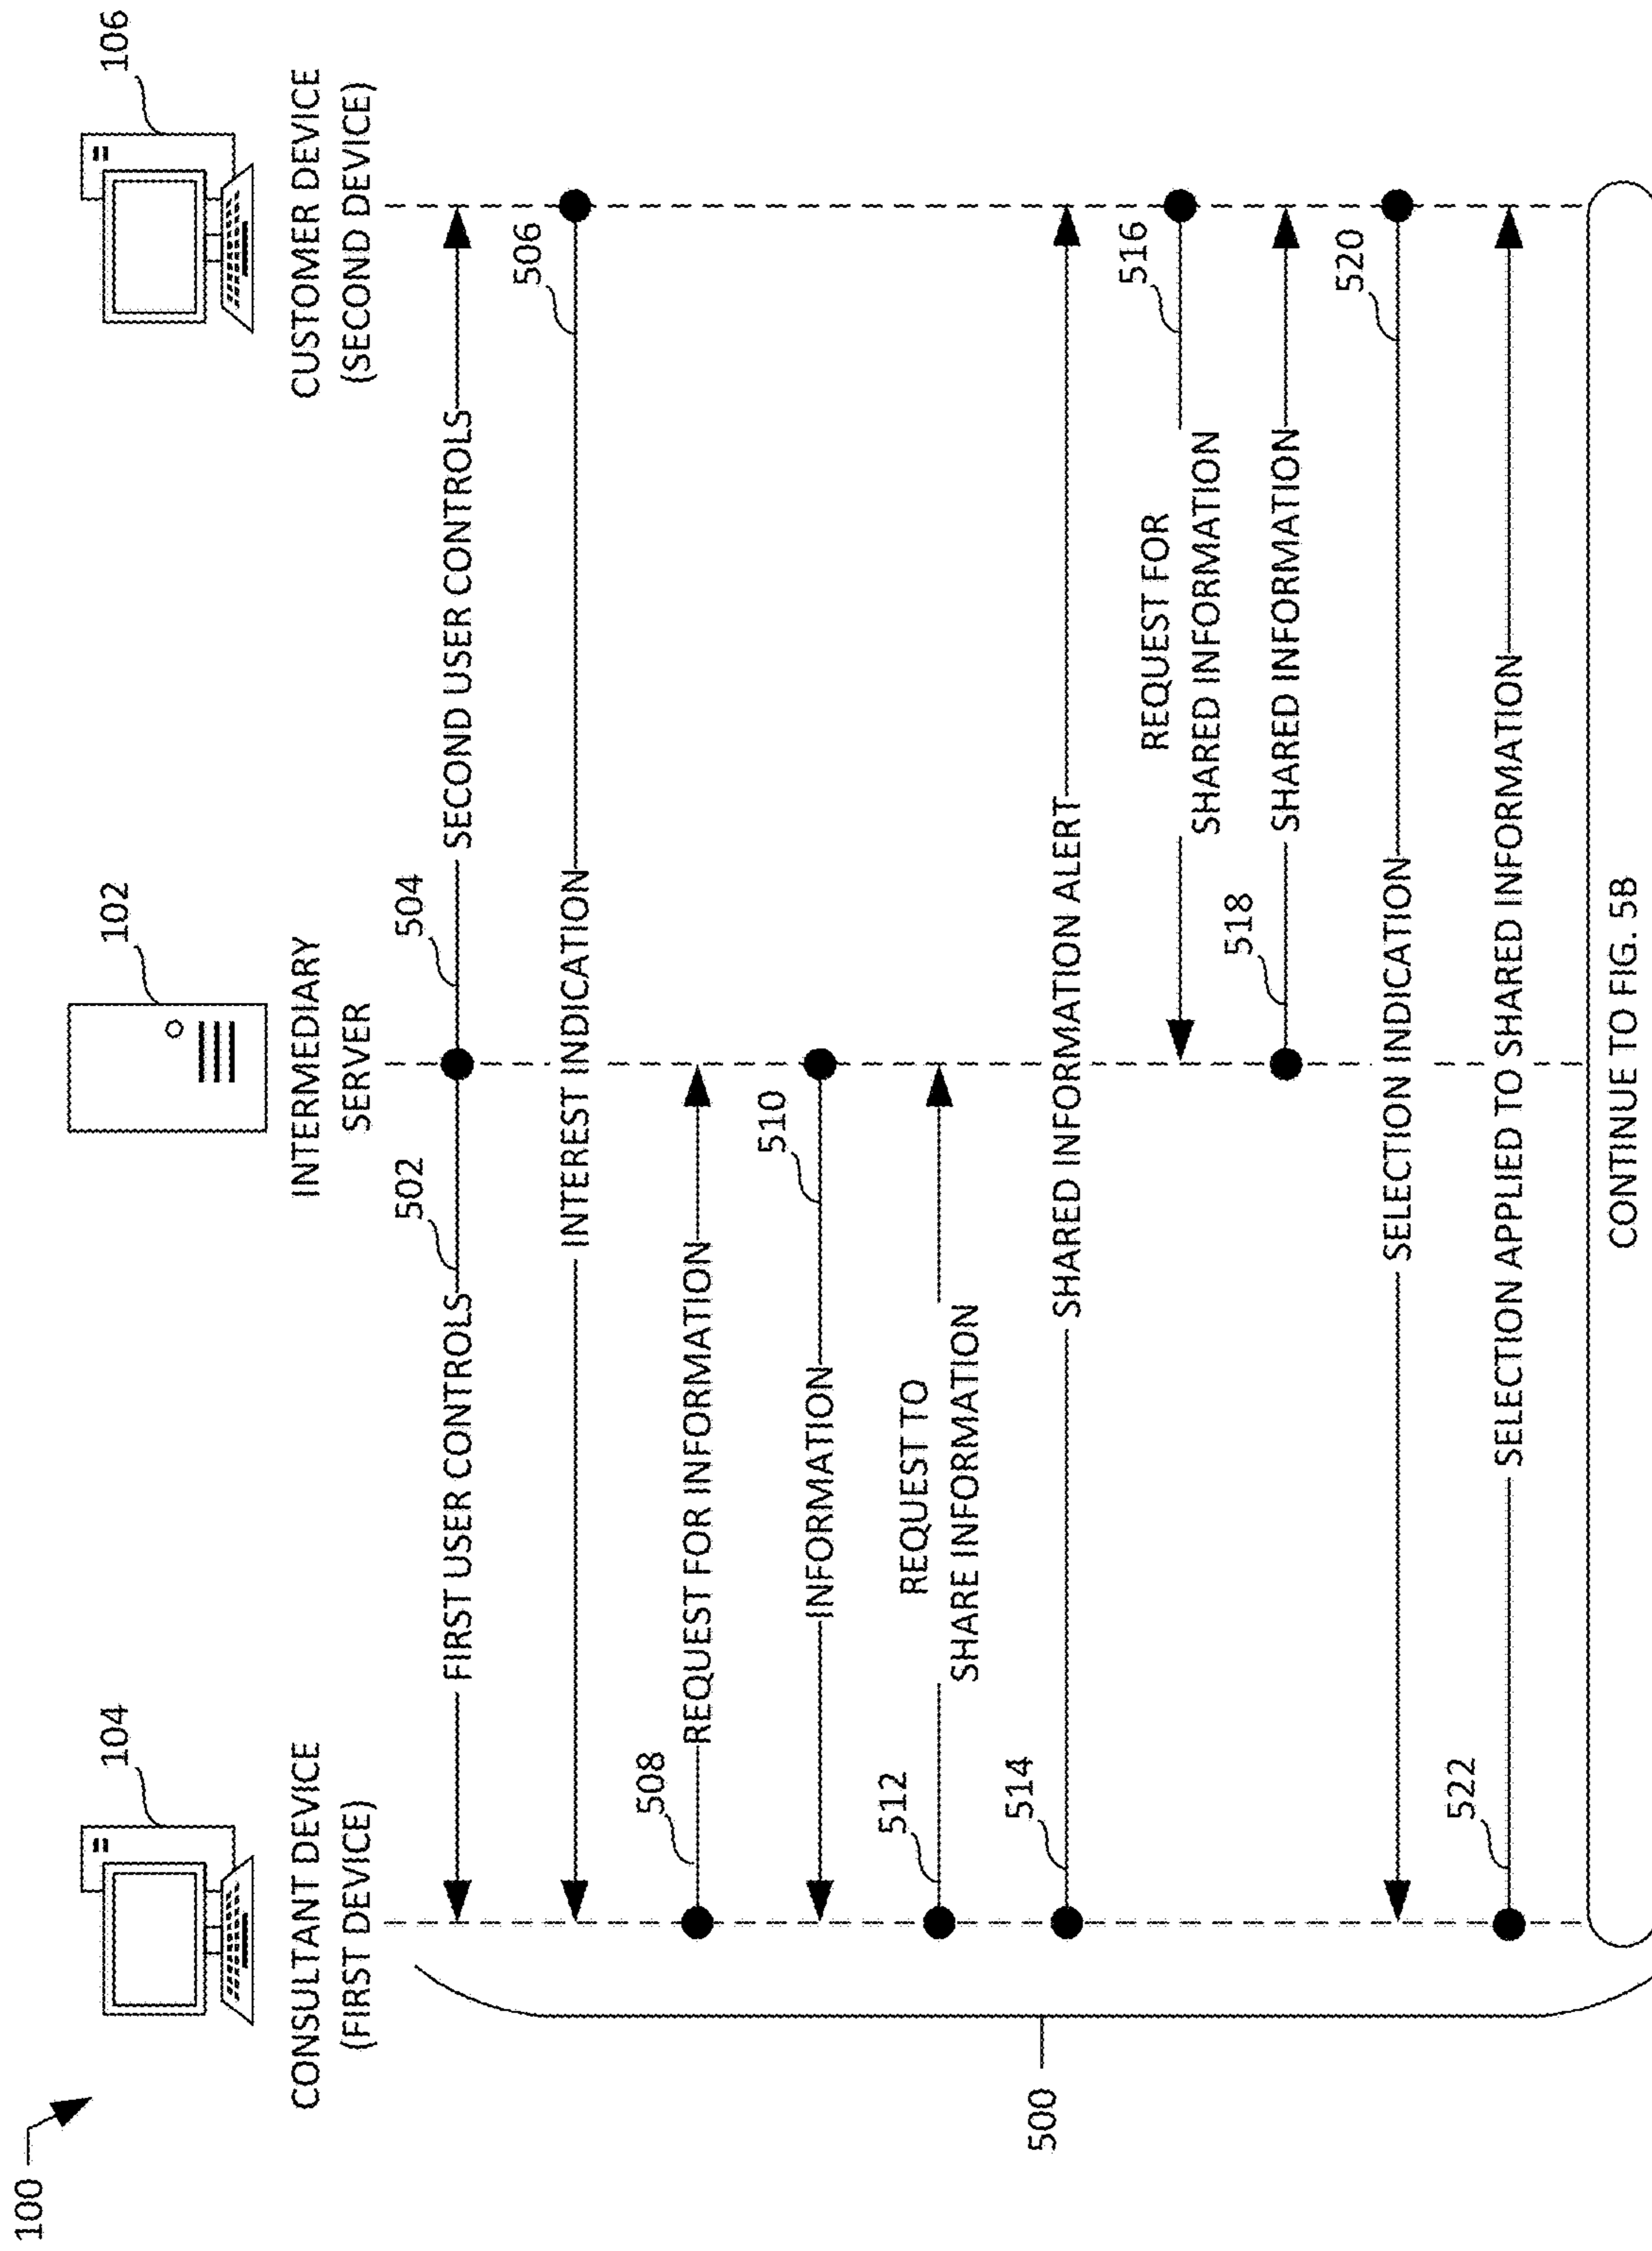 100
104
102
106
CONSULTANT DEVICE
(FIRST DEVICE)
INTERMEDIARY
SERVER
CUSTOMER DEVICE
(SECOND DEVICE)
502
504
FIRST USER CONTROLS
SECOND USER CONTROLS
506
INTEREST INDICATION
508
REQUEST FOR INFORMATION
510
INFORMATION
512
REQUEST TO
SHARE INFORMATION
514
SHARED INFORMATION ALERT
516
REQUEST FOR
SHARED INFORMATION
518
SHARED INFORMATION
520
SELECTION INDICATION
522
SELECTION APPLIED TO SHARED INFORMATION
500
CONTINUE TO FIG. 5B